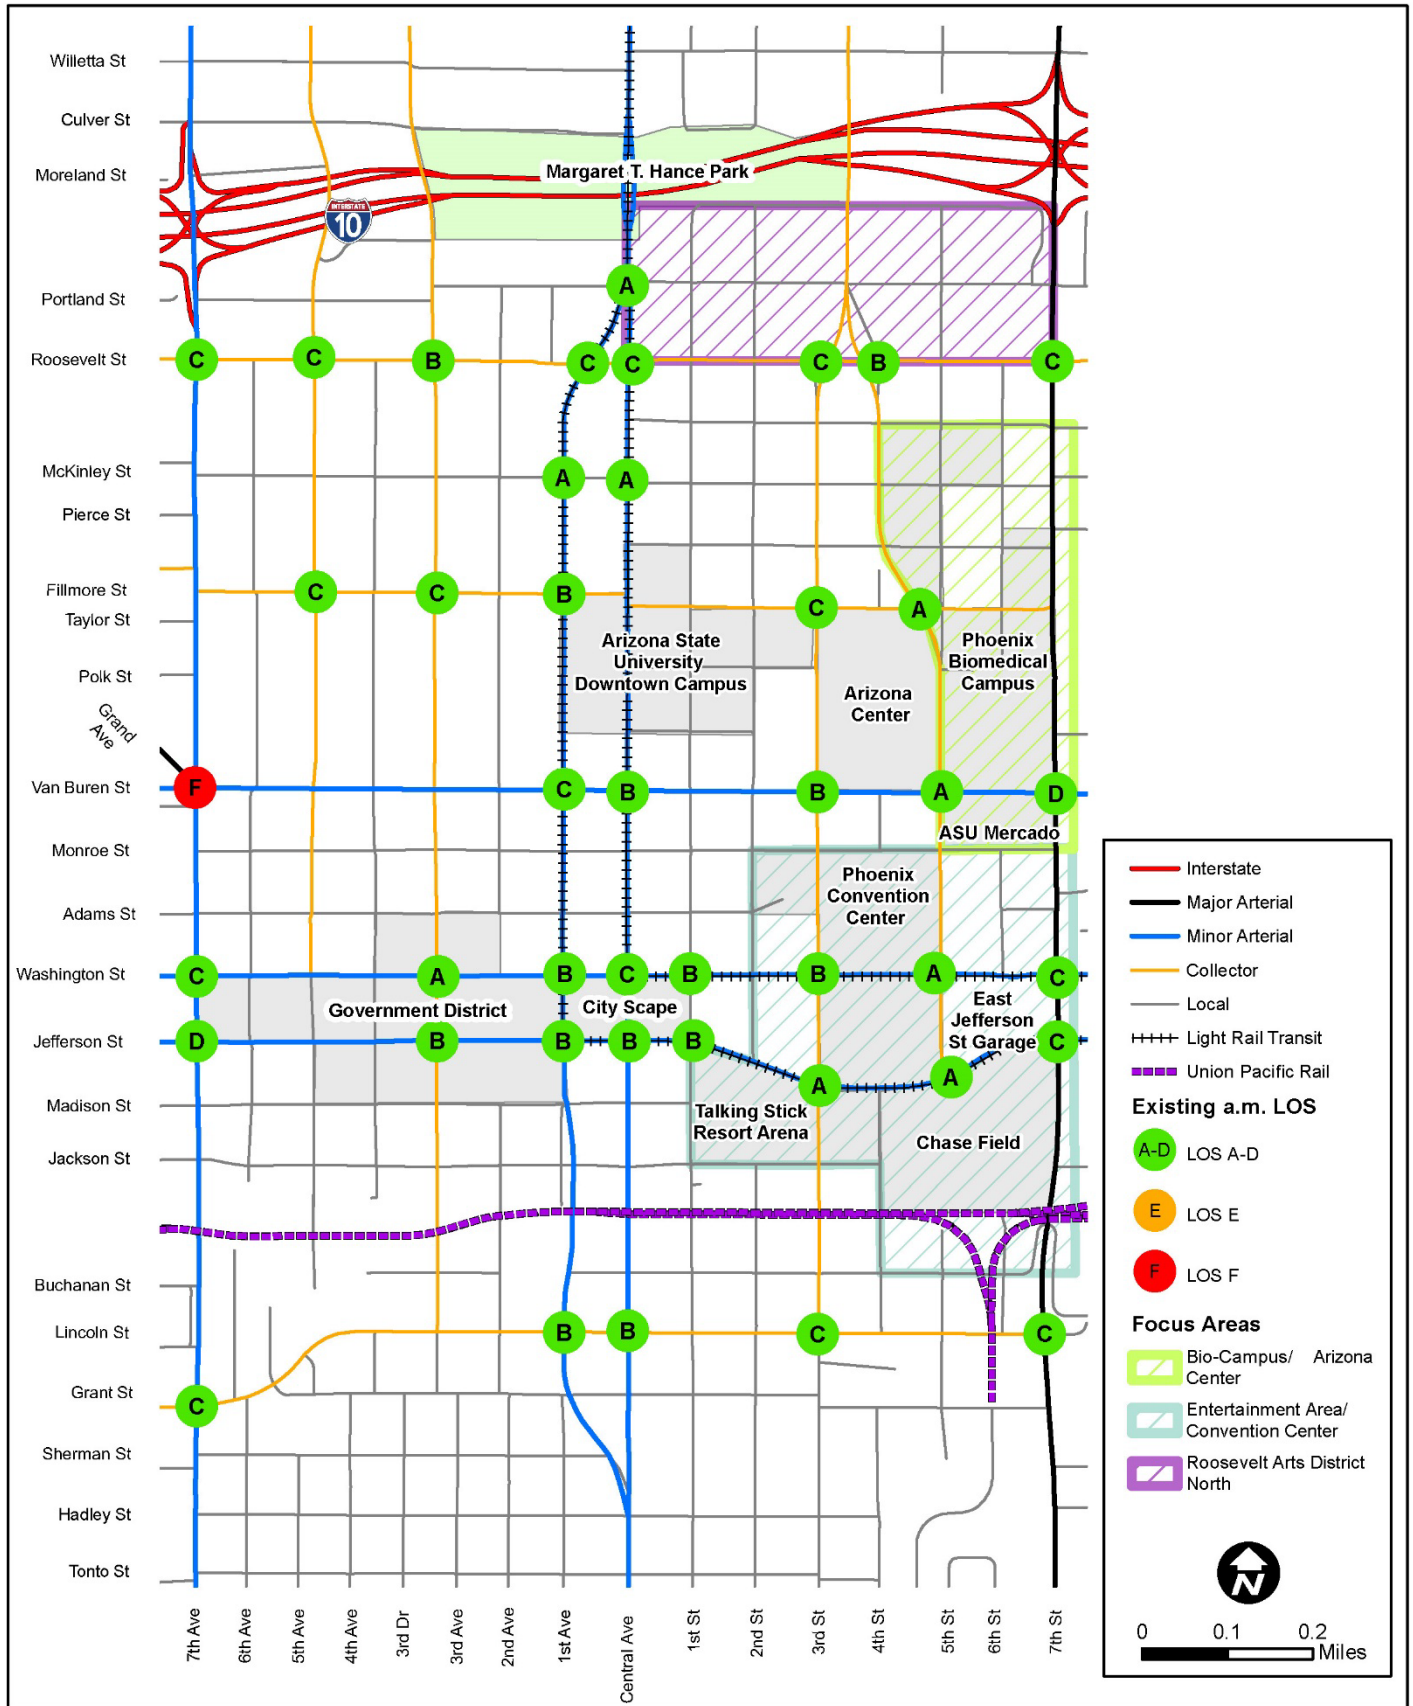 Willetta St
Culver St
Moreland St
Margaret T. Hance Park
INTERSTATE
10
Portland St
A
Roosevelt St
C C B C C C B C
McKinley St
A A
Pierce St
Fillmore St
C C B C A
Taylor St
Arizona State
University
Downtown Campus
Phoenix
Biomedical
Campus
Polk St
Arizona
Center
Grand
Ave
Van Buren St
F C B B A D
ASU Mercado
Monroe St
Phoenix
Convention
Center
Adams St
Washington St
C A B C B B A C
Government District
City Scape
East
Jefferson
St Garage
Jefferson St
D B B B B C
A A
Madison St
Talking Stick
Resort Arena
Chase Field
Jackson St
Buchanan St
Lincoln St
B B C C
Grant St
C
Sherman St
Hadley St
Tonto St
7th Ave
6th Ave
5th Ave
4th Ave
3rd Dr
3rd Ave
2nd Ave
1st Ave
Central Ave
1st St
2nd St
3rd St
4th St
5th St
6th St
7th St
Interstate
Major Arterial
Minor Arterial
Collector
Local
Light Rail Transit
Union Pacific Rail
Existing a.m. LOS
A-D LOS A-D
E LOS E
F LOS F
Focus Areas
Bio-Campus/ Arizona
Center
Entertainment Area/
Convention Center
Roosevelt Arts District
North
N
0 0.1 0.2
Miles